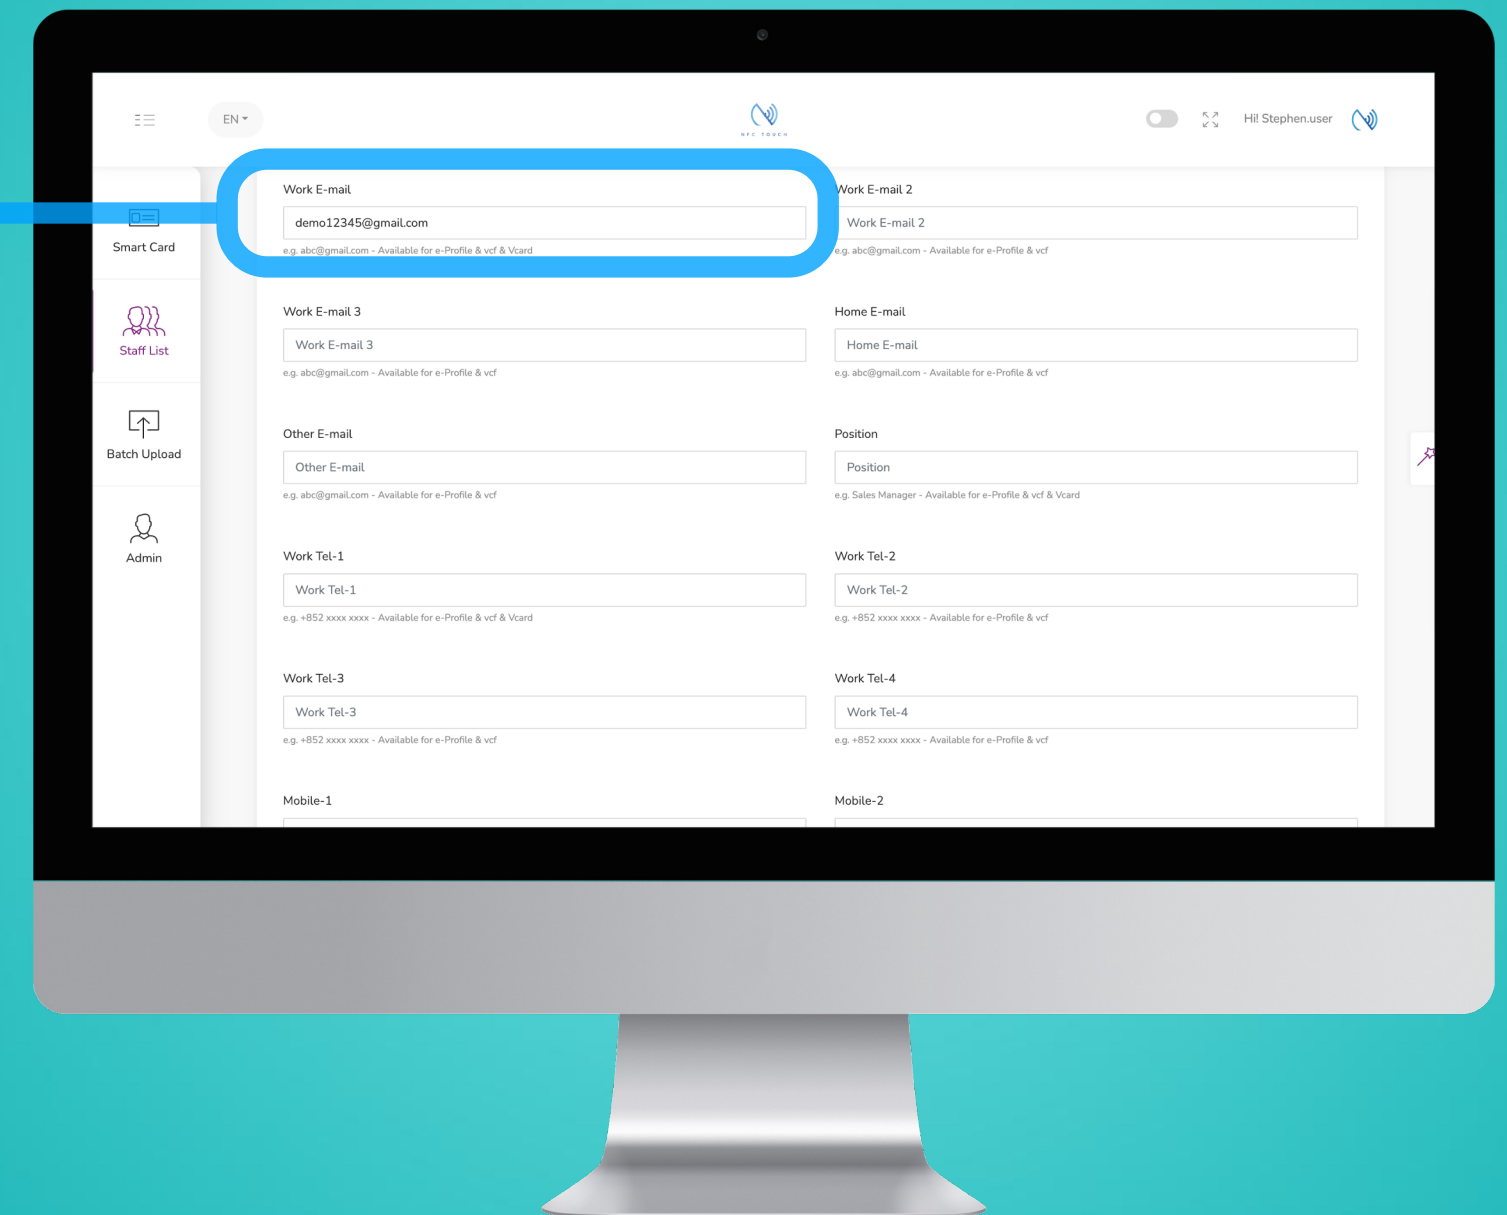 EN
NFC TOUCH
Hi! Stephen.user
Smart Card
Staff List
Batch Upload
Admin
Work E-mail
demo12345@gmail.com
e.g. abc@gmail.com - Available for e-Profile & vcf & Vcard
Work E-mail 2
Work E-mail 2
e.g. abc@gmail.com - Available for e-Profile & vcf
Work E-mail 3
Work E-mail 3
e.g. abc@gmail.com - Available for e-Profile & vcf
Home E-mail
Home E-mail
e.g. abc@gmail.com - Available for e-Profile & vcf
Other E-mail
Other E-mail
e.g. abc@gmail.com - Available for e-Profile & vcf
Position
Position
e.g. Sales Manager - Available for e-Profile & vcf & Vcard
Work Tel-1
Work Tel-1
e.g. +852 xxxx xxxx - Available for e-Profile & vcf & Vcard
Work Tel-2
Work Tel-2
e.g. +852 xxxx xxxx - Available for e-Profile & vcf
Work Tel-3
Work Tel-3
e.g. +852 xxxx xxxx - Available for e-Profile & vcf
Work Tel-4
Work Tel-4
e.g. +852 xxxx xxxx - Available for e-Profile & vcf
Mobile-1
Mobile-2